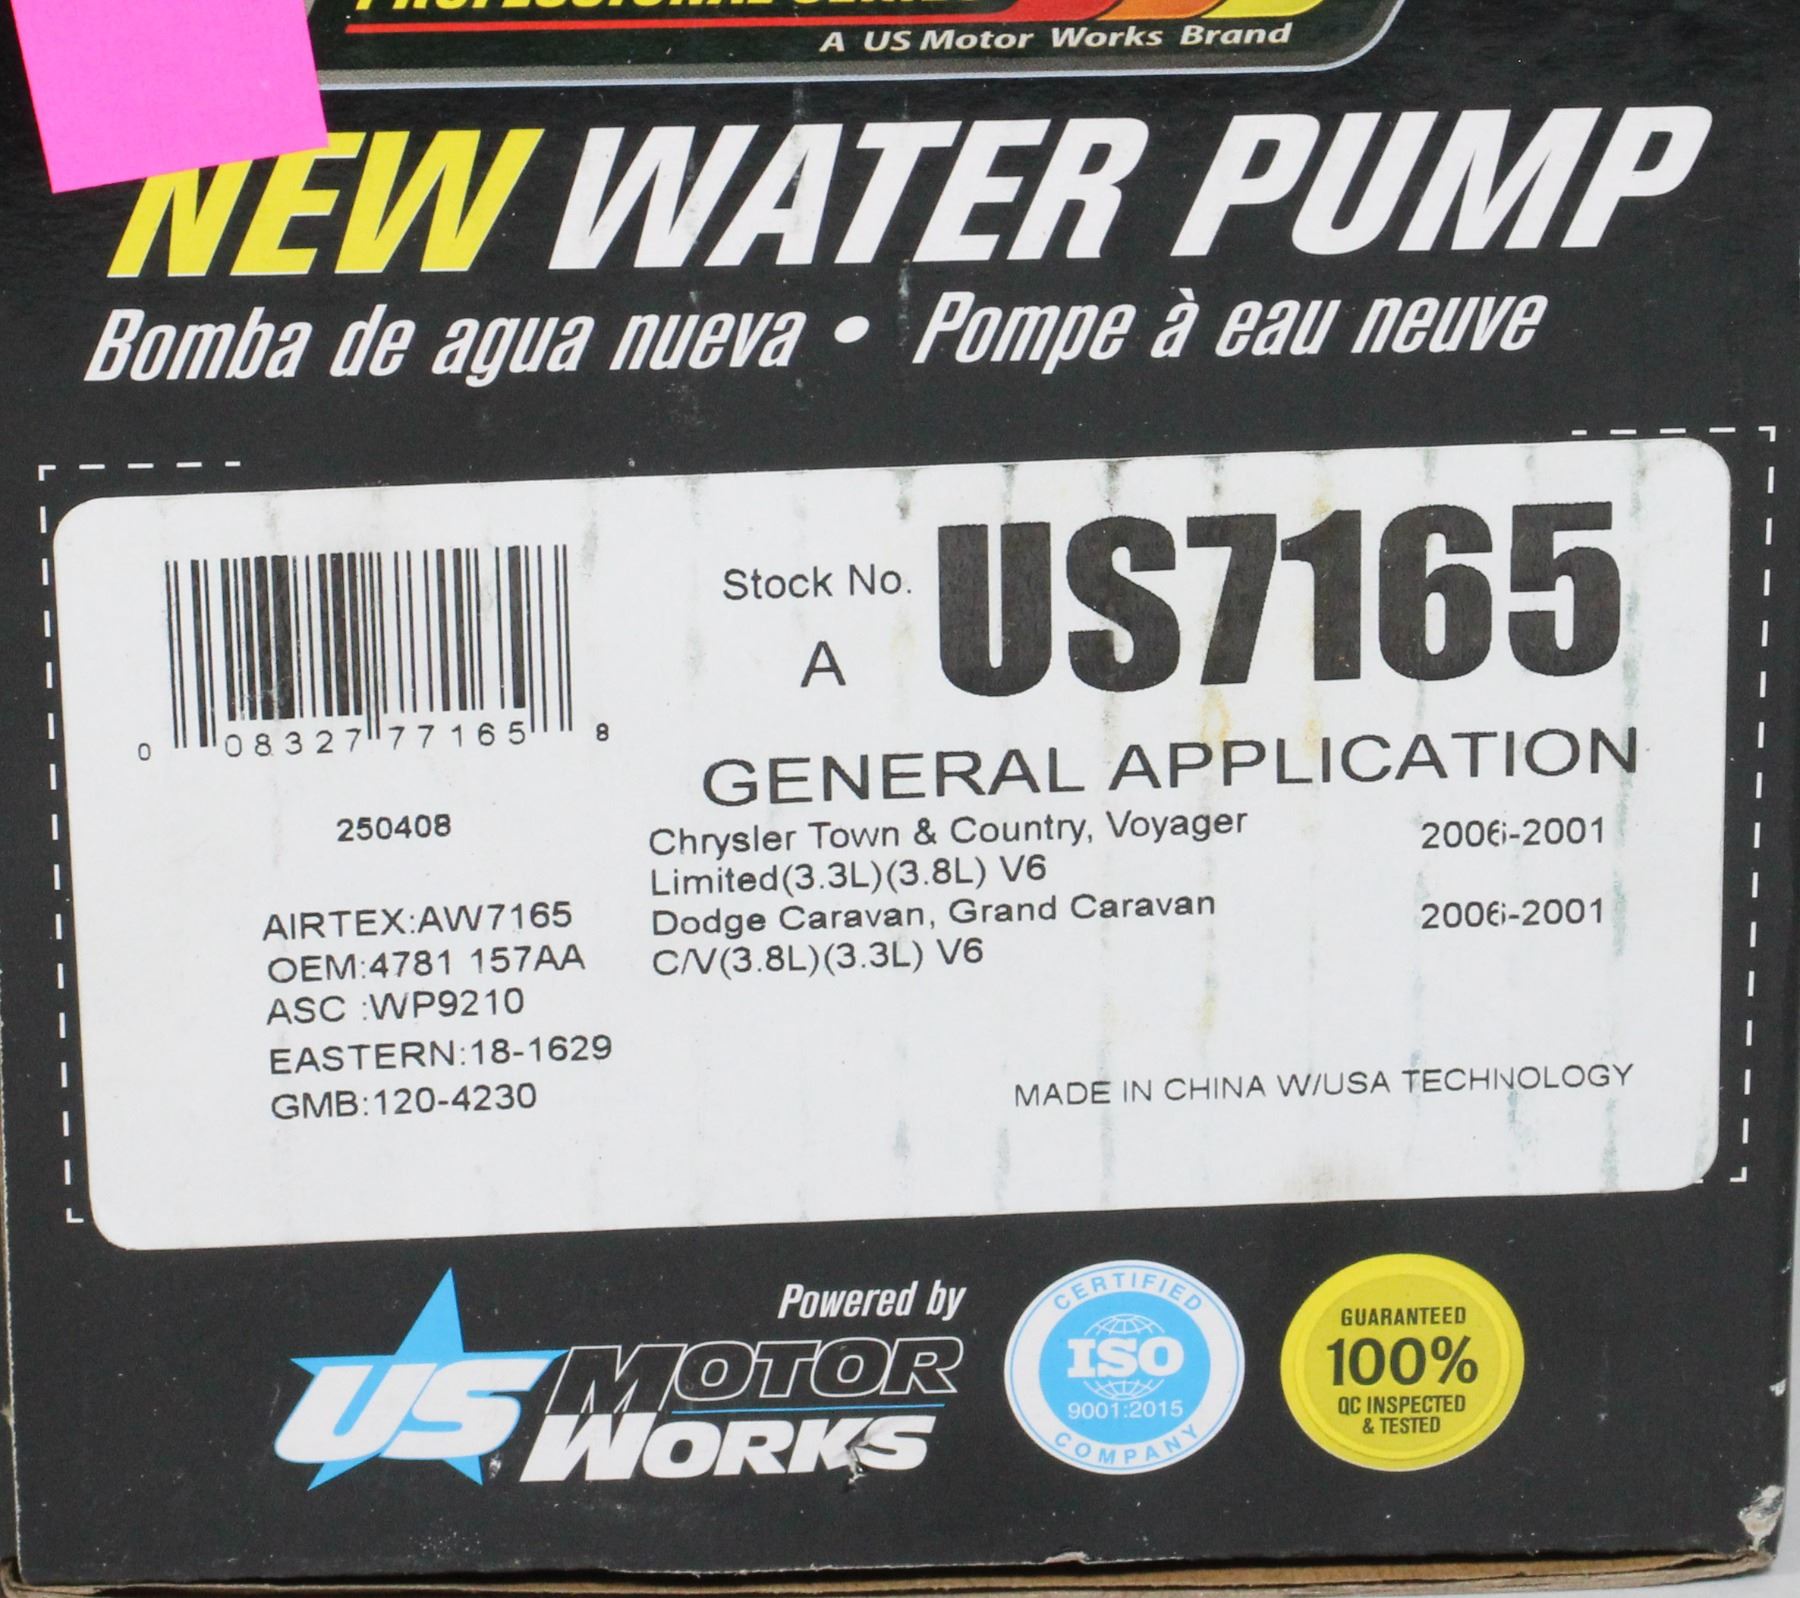 PROFESSIONAL SERIES
A US Motor Works Brand
NEW WATER PUMP
Bomba de agua nueva • Pompe à eau neuve
Stock No. US7165
A
0 08327 77165 8
GENERAL APPLICATION
250408
Chrysler Town & Country, Voyager 2006-2001
Limited(3.3L)(3.8L) V6
Dodge Caravan, Grand Caravan 2006-2001
C/V(3.8L)(3.3L) V6
AIRTEX:AW7165
OEM:4781 157AA
ASC :WP9210
EASTERN:18-1629
GMB:120-4230
MADE IN CHINA W/USA TECHNOLOGY
Powered by
US MOTOR
WORKS
CERTIFIED
ISO
9001:2015
COMPANY
GUARANTEED
100%
QC INSPECTED
& TESTED